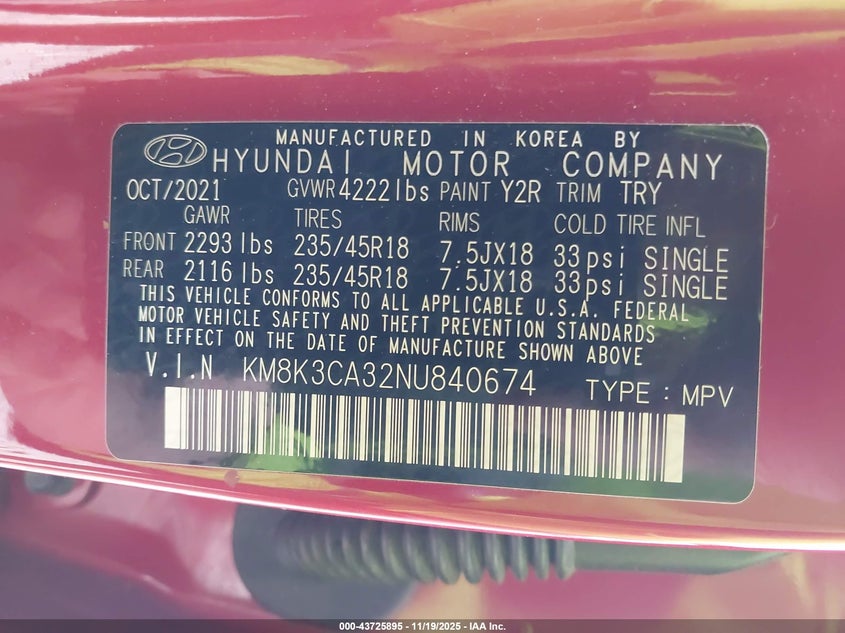 MANUFACTURED IN KOREA BY
HYUNDAI MOTOR COMPANY
OCT/2021 GVWR 4222lbs PAINT Y2R TRIM TRY
GAWR TIRES RIMS COLD TIRE INFL
FRONT 2293 lbs 235/45R18 7.5JX18 33psi SINGLE
REAR 2116 lbs 235/45R18 7.5JX18 33psi SINGLE
THIS VEHICLE CONFORMS TO ALL APPLICABLE U.S.A. FEDERAL
MOTOR VEHICLE SAFETY AND THEFT PREVENTION STANDARDS
IN EFFECT ON THE DATE OF MANUFACTURE SHOWN ABOVE
V.I.N KM8K3CA32NU840674 TYPE : MPV
000-43725895 - 11/19/2025 - IAA Inc.